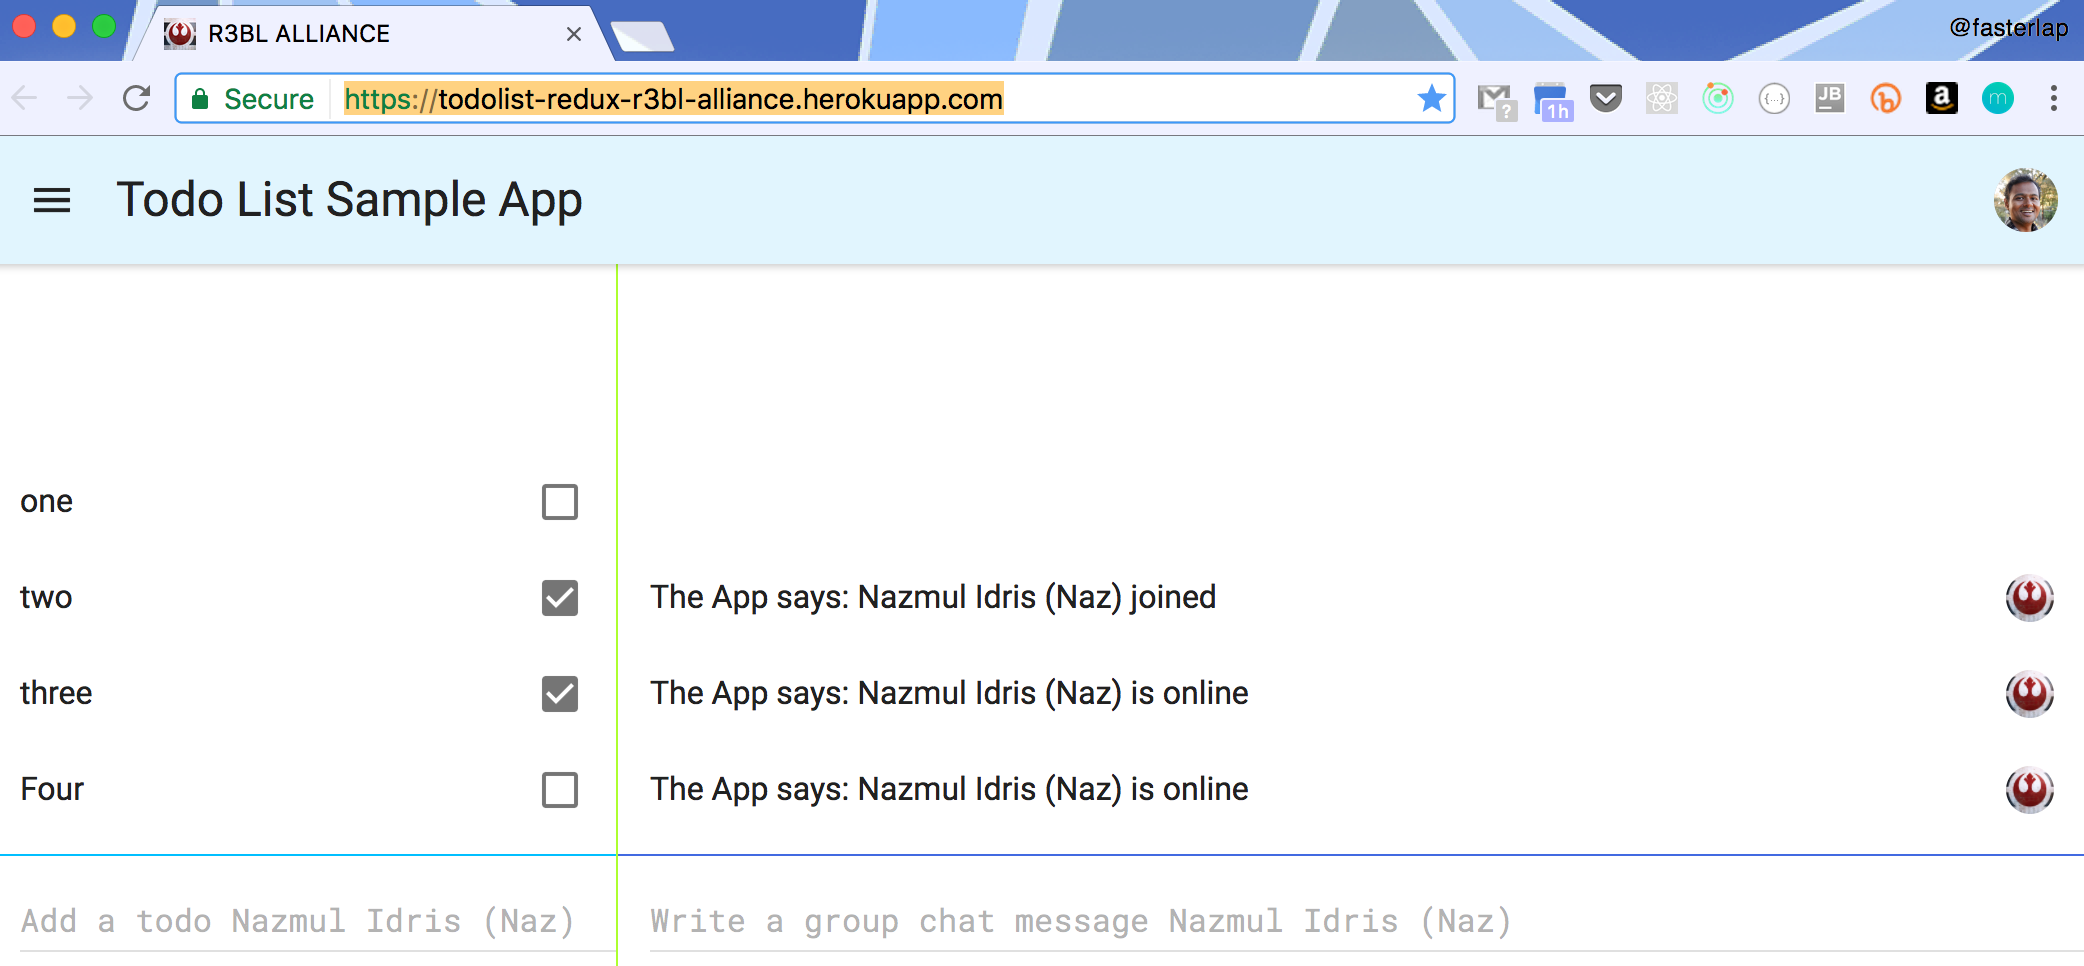 R3BL ALLIANCE
@fasterlap
Secure https://todolist-redux-r3bl-alliance.herokuapp.com
?
1h
{...}
JB
b
a
m
Todo List Sample App
one
two
three
Four
The App says: Nazmul Idris (Naz) joined
The App says: Nazmul Idris (Naz) is online
The App says: Nazmul Idris (Naz) is online
Add a todo Nazmul Idris (Naz)
Write a group chat message Nazmul Idris (Naz)